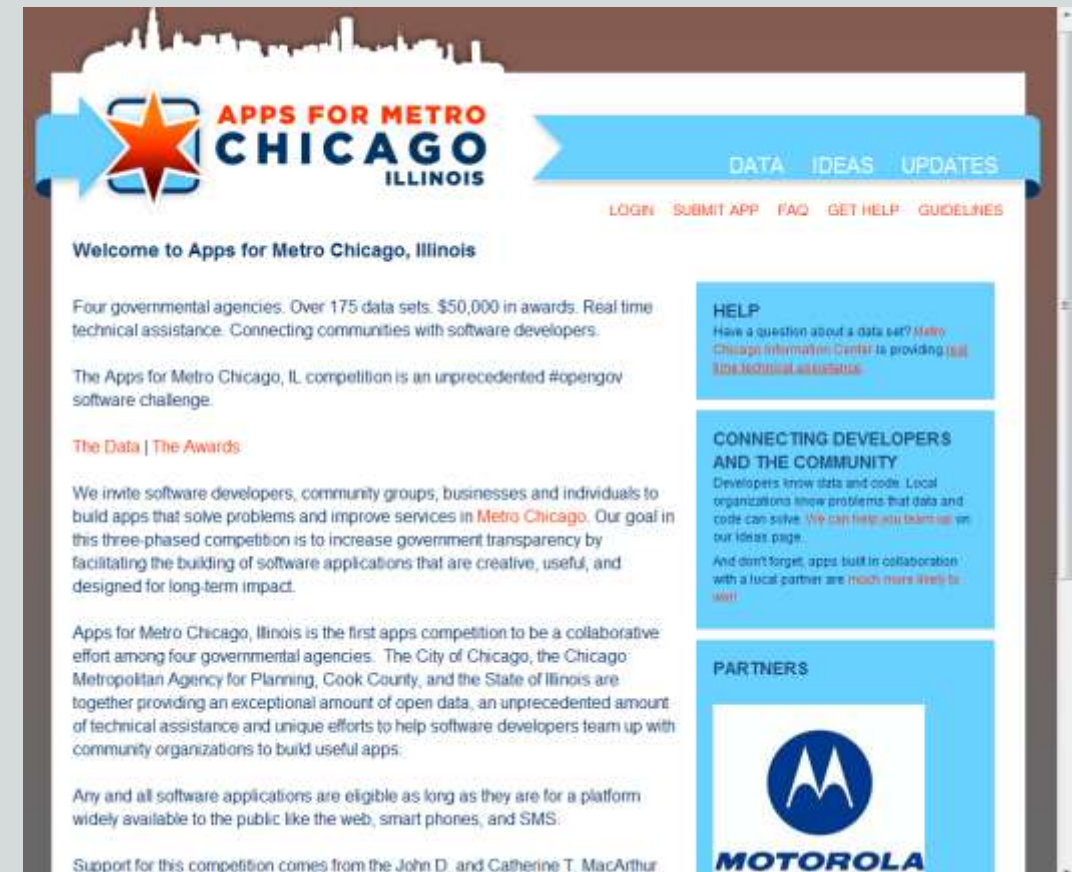 APPS FOR METRO
CHICAGO
ILLINOIS
DATA IDEAS UPDATES
LOGIN SUBMIT APP FAQ GET HELP GUIDELINES
Welcome to Apps for Metro Chicago, Illinois
Four governmental agencies. Over 175 data sets. $50,000 in awards. Real time
technical assistance. Connecting communities with software developers.
The Apps for Metro Chicago, IL competition is an unprecedented #opengov
software challenge.
The Data | The Awards
We invite software developers, community groups, businesses and individuals to
build apps that solve problems and improve services in Metro Chicago. Our goal in
this three-phased competition is to increase government transparency by
facilitating the building of software applications that are creative, useful, and
designed for long-term impact.
Apps for Metro Chicago, Illinois is the first apps competition to be a collaborative
effort among four governmental agencies. The City of Chicago, the Chicago
Metropolitan Agency for Planning, Cook County, and the State of Illinois are
together providing an exceptional amount of open data, an unprecedented amount
of technical assistance and unique efforts to help software developers team up with
community organizations to build useful apps.
Any and all software applications are eligible as long as they are for a platform
widely available to the public like the web, smart phones, and SMS.
Support for this competition comes from the John D. and Catherine T. MacArthur
HELP
Have a question about a data set? Metro
Chicago Information Center is providing real
time technical assistance.
CONNECTING DEVELOPERS
AND THE COMMUNITY
Developers know data and code. Local
organizations know problems that data and
code can solve. We can help you team up on
our ideas page.
And don't forget, apps built in collaboration
with a local partner are much more likely to
win!
PARTNERS
MOTOROLA